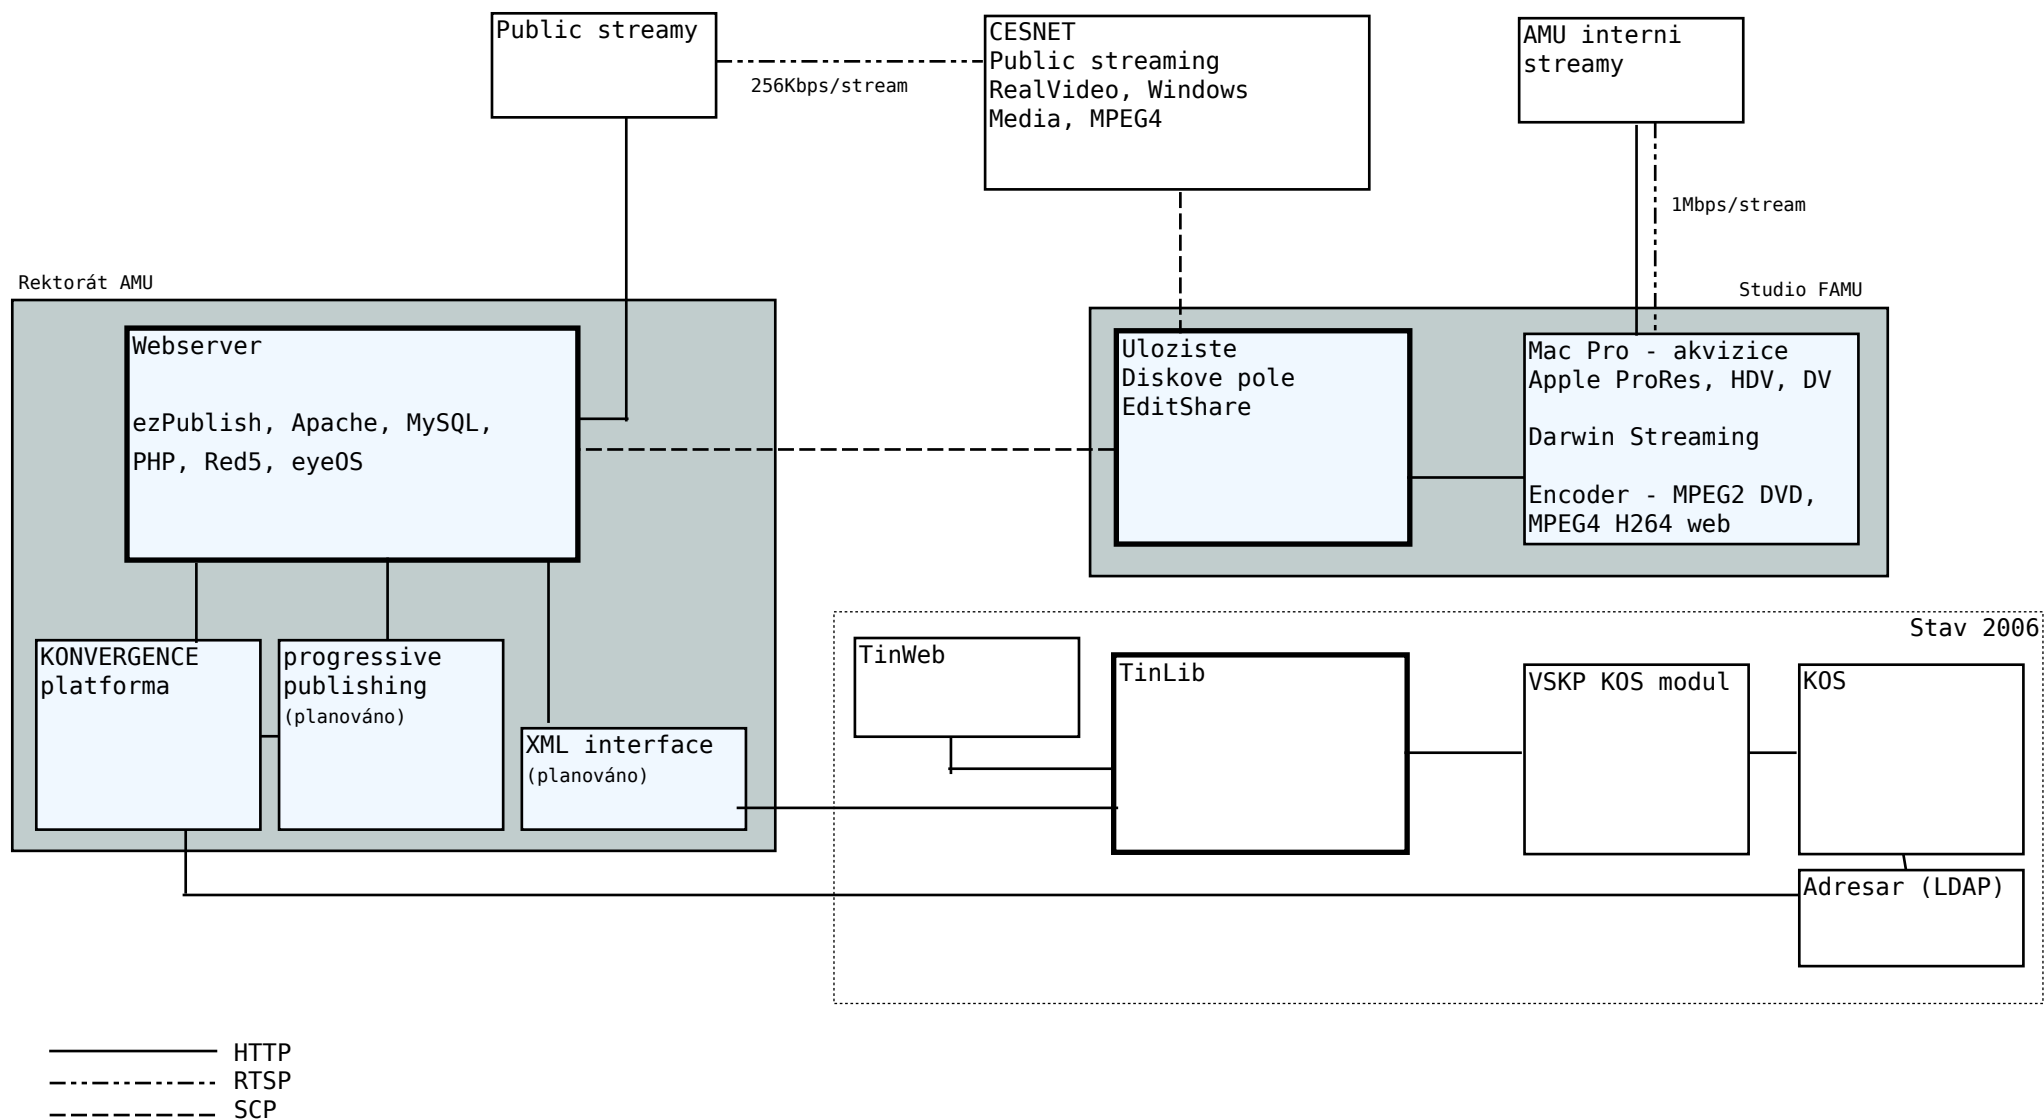 Public streamy
256Kbps/stream
CESNET
Public streaming
RealVideo, Windows
Media, MPEG4
AMU interni
streamy
1Mbps/stream
Rektorát AMU
Webserver
ezPublish, Apache, MySQL,
PHP, Red5, eyeOS
KONVERGENCE
platforma
progressive
publishing
(planováno)
XML interface
(planováno)
Studio FAMU
Uloziste
Diskove pole
EditShare
Mac Pro - akvizice
Apple ProRes, HDV, DV
Darwin Streaming
Encoder - MPEG2 DVD,
MPEG4 H264 web
Stav 2006
TinWeb
TinLib
VSKP KOS modul
KOS
Adresar (LDAP)
HTTP
RTSP
SCP